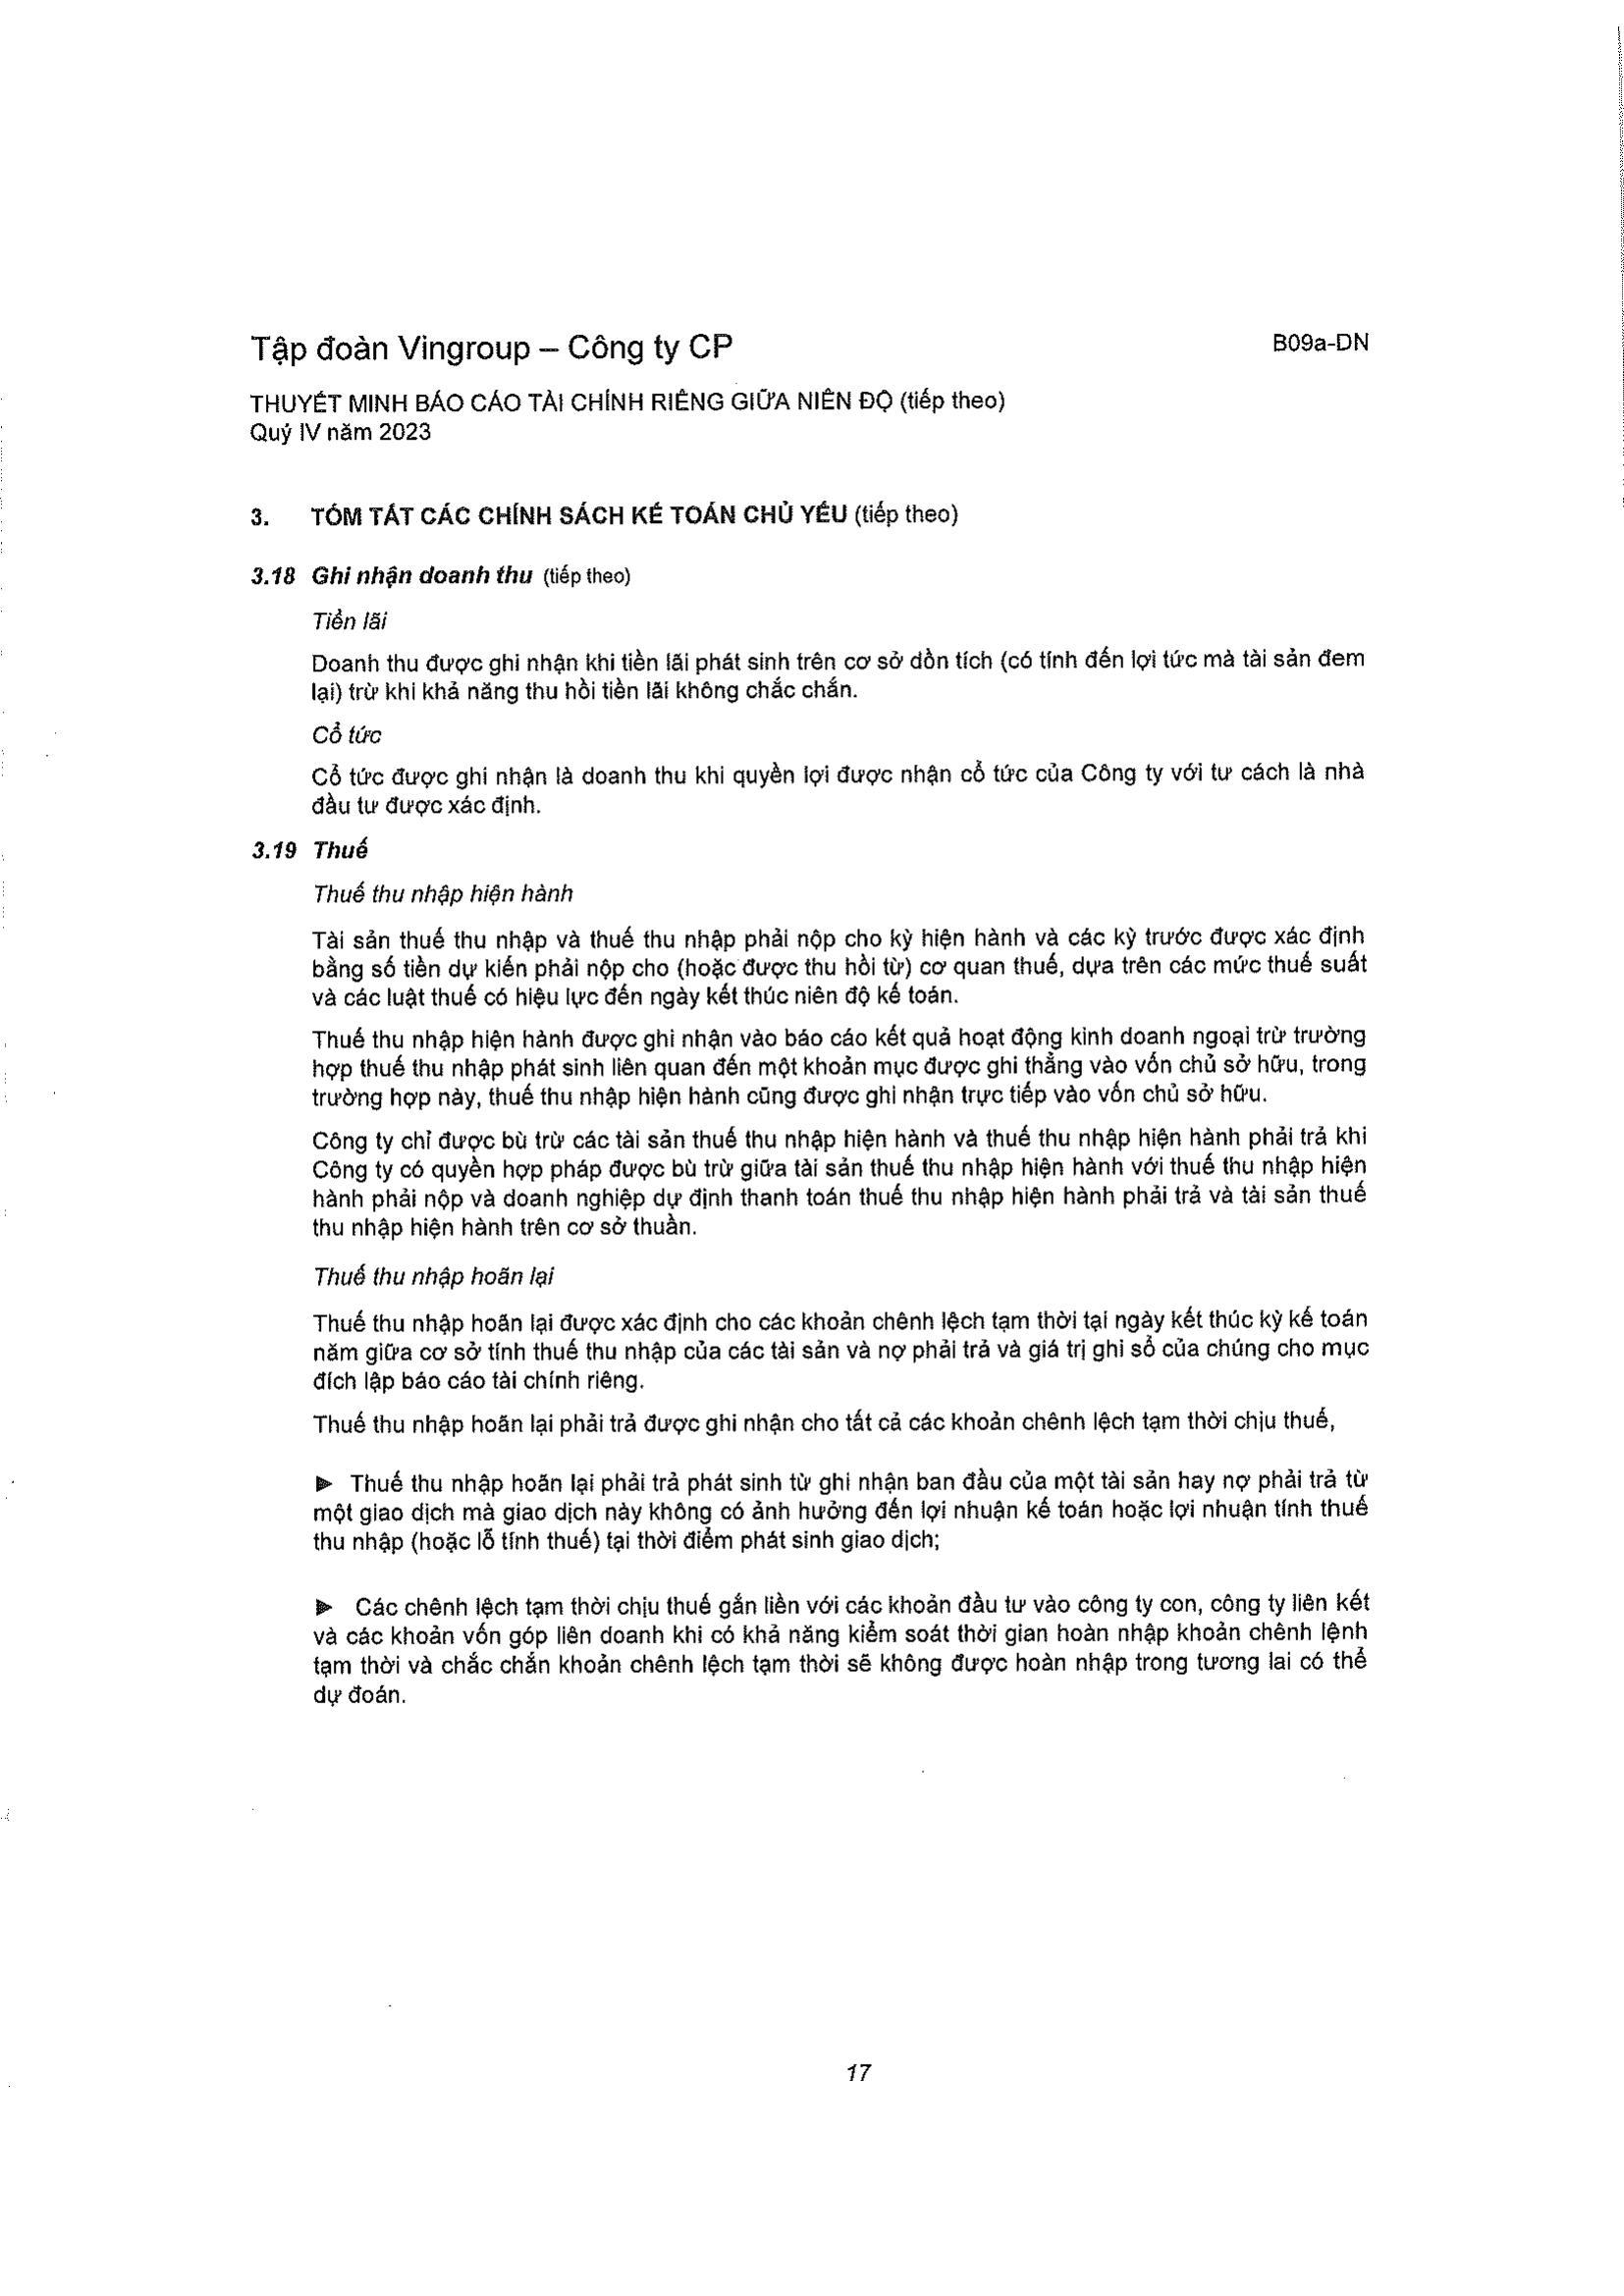 Tập đoàn Vingroup – Công ty CP
B09a-DN
THUYẾT MINH BÁO CÁO TÀI CHÍNH RIÊNG GIỮA NIÊN ĐỘ (tiếp theo)
Quý IV năm 2023
3. TÓM TẮT CÁC CHÍNH SÁCH KẾ TOÁN CHỦ YẾU (tiếp theo)
3.18 Ghi nhận doanh thu (tiếp theo)
Tiền lãi
Doanh thu được ghi nhận khi tiền lãi phát sinh trên cơ sở dồn tích (có tính đến lợi tức mà tài sản đem
lại) trừ khi khả năng thu hồi tiền lãi không chắc chắn.
Cổ tức
Cổ tức được ghi nhận là doanh thu khi quyền lợi được nhận cổ tức của Công ty với tư cách là nhà
đầu tư được xác định.
3.19 Thuế
Thuế thu nhập hiện hành
Tài sản thuế thu nhập và thuế thu nhập phải nộp cho kỳ hiện hành và các kỳ trước được xác định
bằng số tiền dự kiến phải nộp cho (hoặc được thu hồi từ) cơ quan thuế, dựa trên các mức thuế suất
và các luật thuế có hiệu lực đến ngày kết thúc niên độ kế toán.
Thuế thu nhập hiện hành được ghi nhận vào báo cáo kết quả hoạt động kinh doanh ngoại trừ trường
hợp thuế thu nhập phát sinh liên quan đến một khoản mục được ghi thẳng vào vốn chủ sở hữu, trong
trường hợp này, thuế thu nhập hiện hành cũng được ghi nhận trực tiếp vào vốn chủ sở hữu.
Công ty chỉ được bù trừ các tài sản thuế thu nhập hiện hành và thuế thu nhập hiện hành phải trả khi
Công ty có quyền hợp pháp được bù trừ giữa tài sản thuế thu nhập hiện hành với thuế thu nhập hiện
hành phải nộp và doanh nghiệp dự định thanh toán thuế thu nhập hiện hành phải trả và tài sản thuế
thu nhập hiện hành trên cơ sở thuần.
Thuế thu nhập hoãn lại
Thuế thu nhập hoãn lại được xác định cho các khoản chênh lệch tạm thời tại ngày kết thúc kỳ kế toán
năm giữa cơ sở tính thuế thu nhập của các tài sản và nợ phải trả và giá trị ghi sổ của chúng cho mục
đích lập báo cáo tài chính riêng.
Thuế thu nhập hoãn lại phải trả được ghi nhận cho tất cả các khoản chênh lệch tạm thời chịu thuế,
► Thuế thu nhập hoãn lại phải trả phát sinh từ ghi nhận ban đầu của một tài sản hay nợ phải trả từ
một giao dịch mà giao dịch này không có ảnh hưởng đến lợi nhuận kế toán hoặc lợi nhuận tính thuế
thu nhập (hoặc lỗ tính thuế) tại thời điểm phát sinh giao dịch;
► Các chênh lệch tạm thời chịu thuế gắn liền với các khoản đầu tư vào công ty con, công ty liên kết
và các khoản vốn góp liên doanh khi có khả năng kiểm soát thời gian hoàn nhập khoản chênh lệnh
tạm thời và chắc chắn khoản chênh lệch tạm thời sẽ không được hoàn nhập trong tương lai có thể
dự đoán.
17